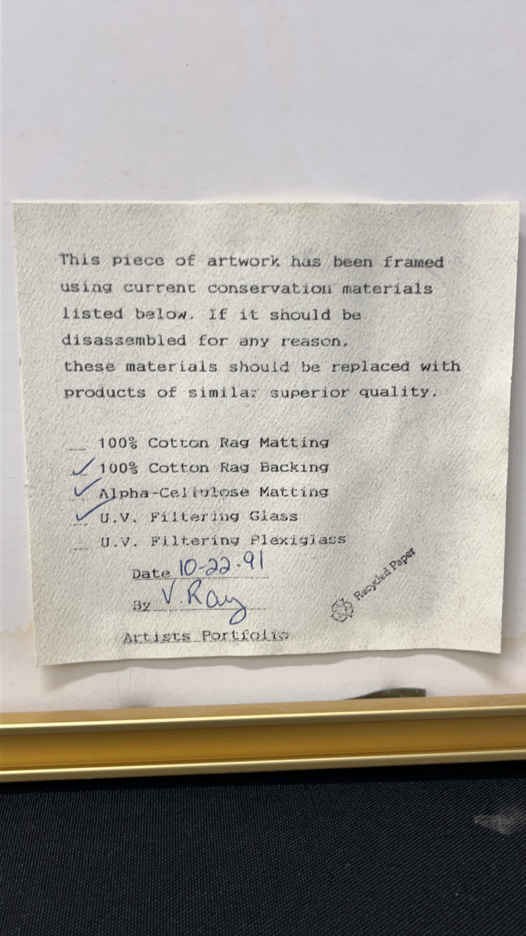 This piece of artwork has been framed
using current conservation materials
listed below. If it should be
disassembled for any reason,
these materials should be replaced with
products of similar superior quality.
__ 100% Cotton Rag Matting
✓ 100% Cotton Rag Backing
✓ Alpha-Cellulose Matting
✓ U.V. Filtering Glass
__ U.V. Filtering Plexiglass
Date 10-22-91
By V. Ray
Artists Portfolio
Recycled Paper